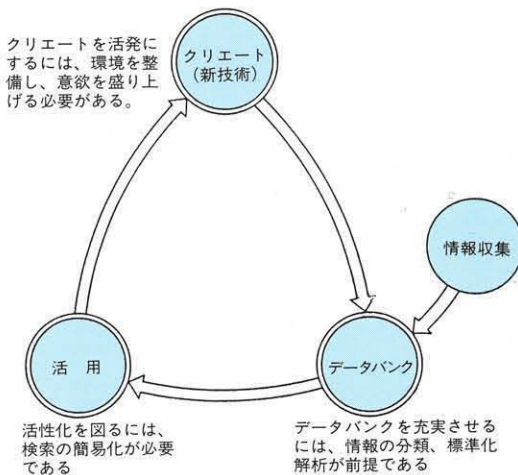 クリエートを活発に
するには、環境を整
備し、意欲を盛り上
げる必要がある。
クリエート
(新技術)
情報収集
活　用
データバンク
活性化を図るには、
検索の簡易化が必要
である
データバンクを充実させる
には、情報の分類、標準化
解析が前提である